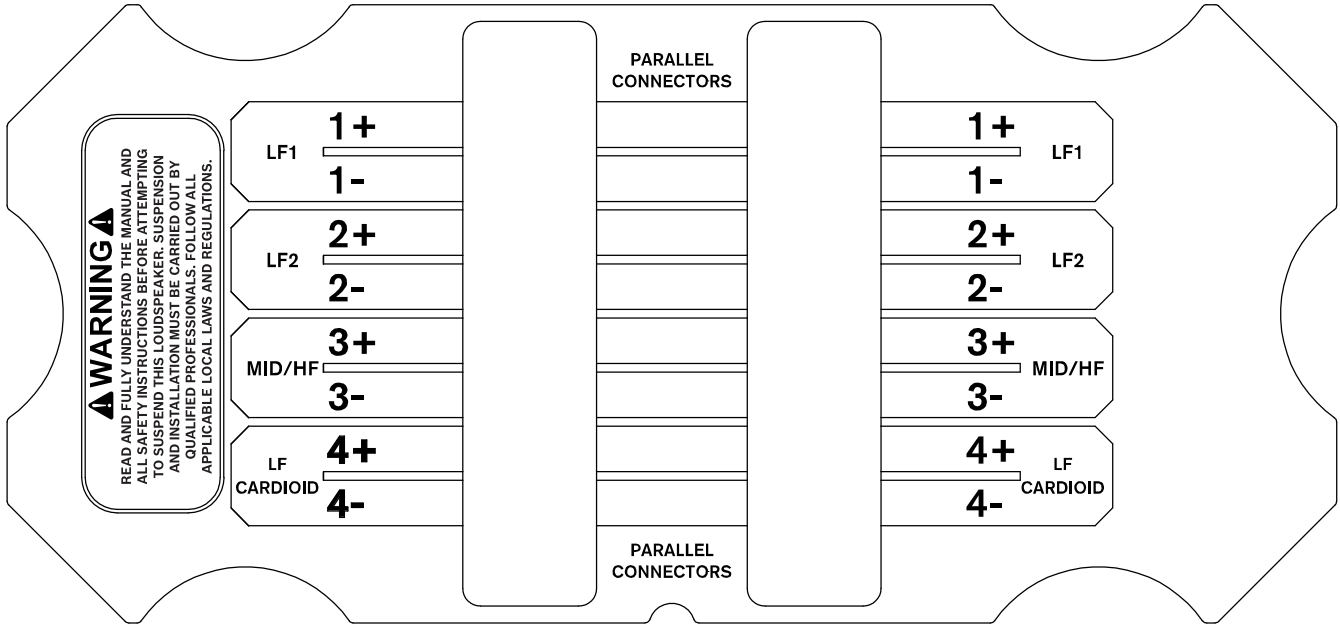 PARALLEL
CONNECTORS
WARNING
READ AND FULLY UNDERSTAND THE MANUAL AND
ALL SAFETY INSTRUCTIONS BEFORE ATTEMPTING
TO SUSPEND THIS LOUDSPEAKER. SUSPENSION
AND INSTALLATION MUST BE CARRIED OUT BY
QUALIFIED PROFESSIONALS. FOLLOW ALL
APPLICABLE LOCAL LAWS AND REGULATIONS.
1+ 1+
LF1 LF1
1- 1-
2+ 2+
LF2 LF2
2- 2-
3+ 3+
MID/HF MID/HF
3- 3-
4+ 4+
LF LF
CARDIOID CARDIOID
4- 4-
PARALLEL
CONNECTORS